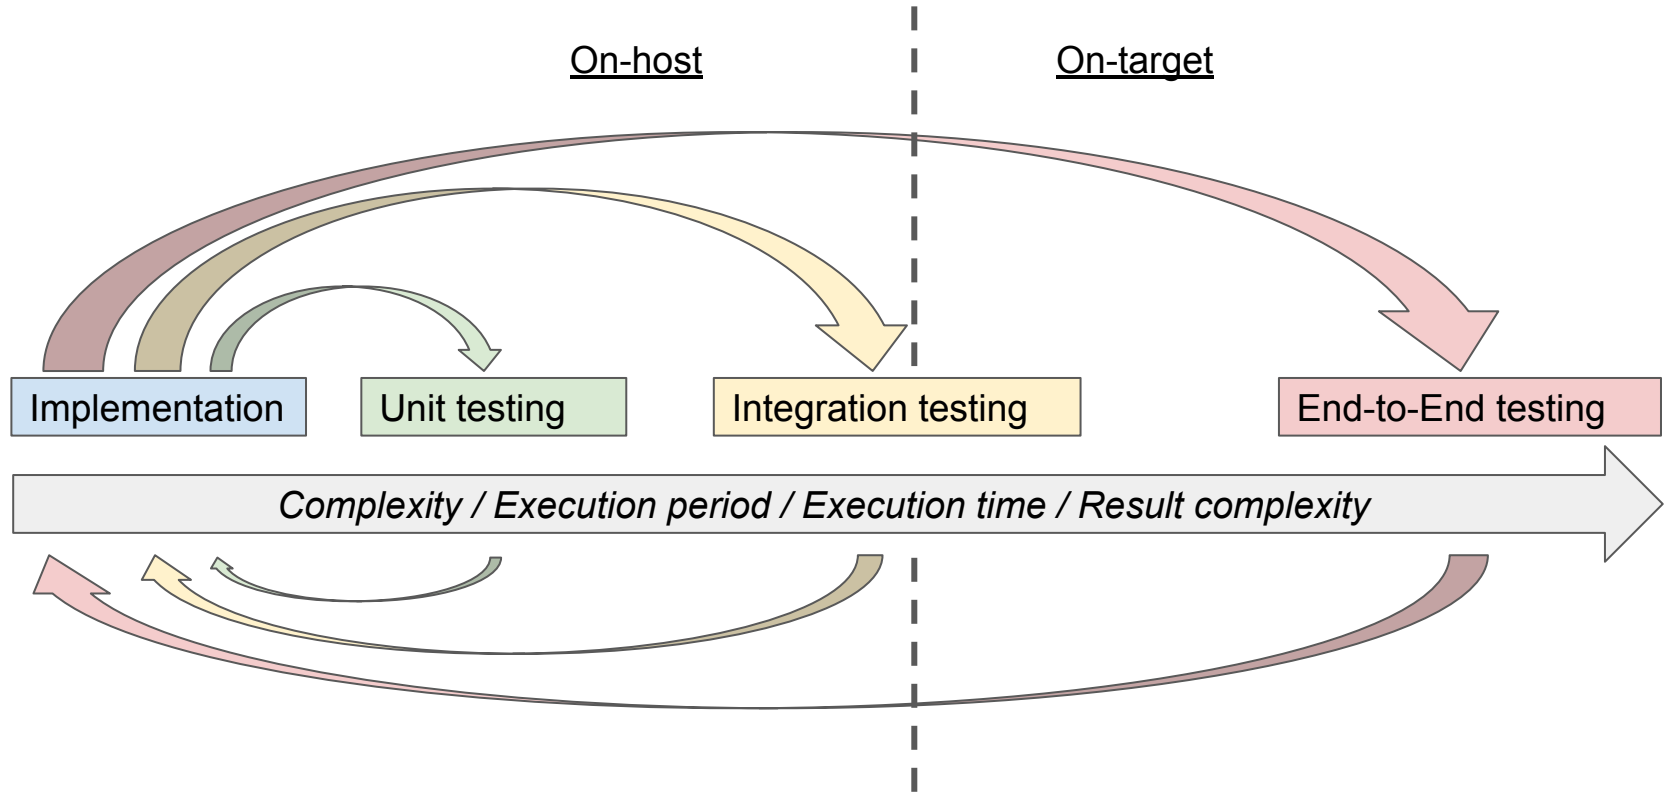 On-host
On-target
Implementation
Unit testing
Integration testing
End-to-End testing
Complexity / Execution period / Execution time / Result complexity